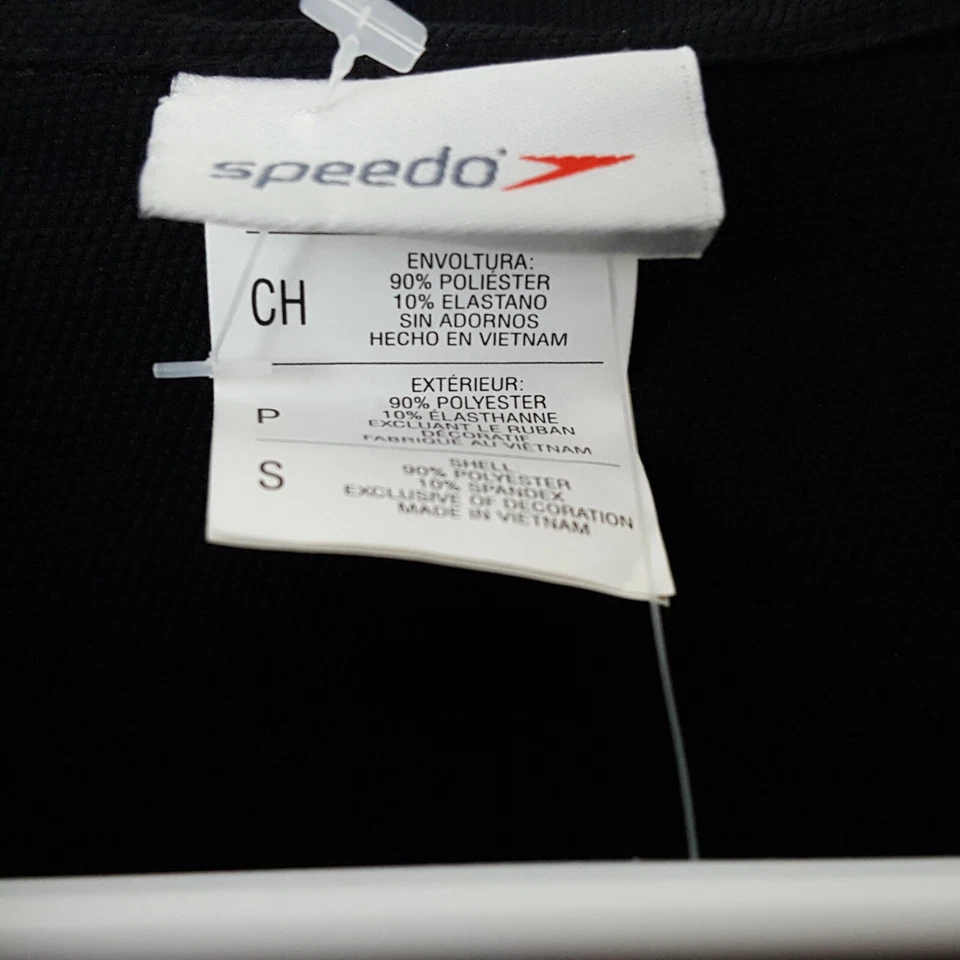 speedo
CH
ENVOLTURA:
90% POLIÉSTER
10% ELASTANO
SIN ADORNOS
HECHO EN VIETNAM
P
EXTÉRIEUR:
90% POLYESTER
10% ÉLASTHANNE
EXCLUANT LE RUBAN
DÉCORATIF
FABRIQUÉ AU VIÊTNAM
S
SHELL:
90% POLYESTER
10% SPANDEX
EXCLUSIVE OF DECORATION
MADE IN VIETNAM